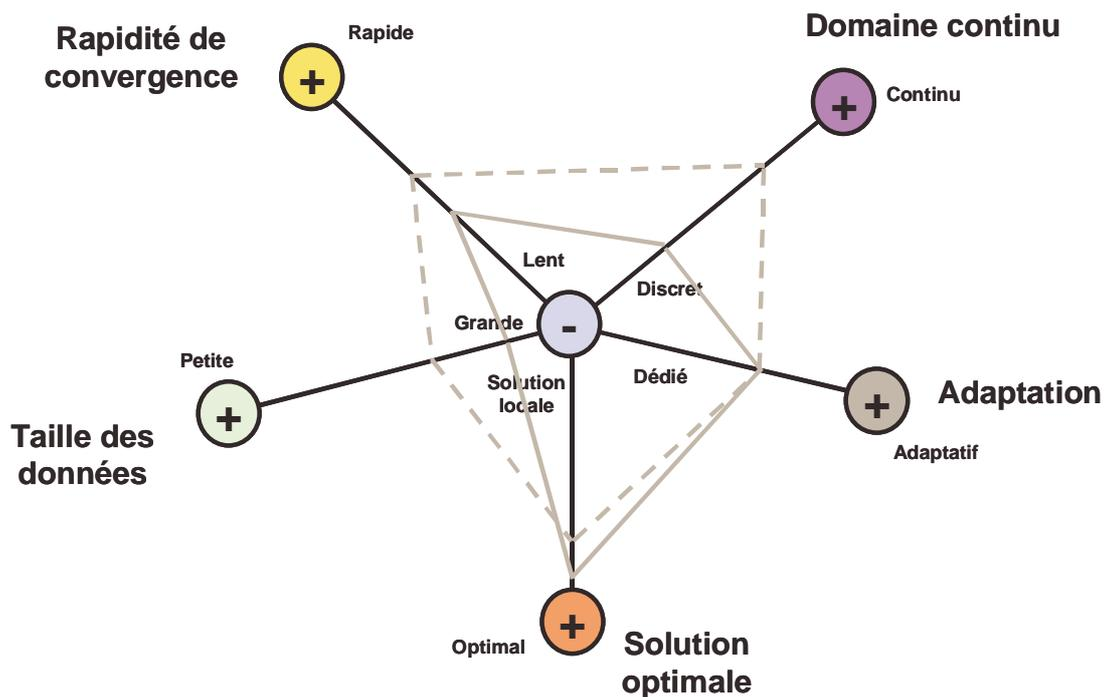 Rapidité de
convergence
Rapide
+
Domaine continu
+
Continu
Lent
Discret
Grande
-
Petite
+
Taille des
données
Solution
locale
Dédié
+
Adaptation
Adaptatif
+
Optimal
Solution
optimale